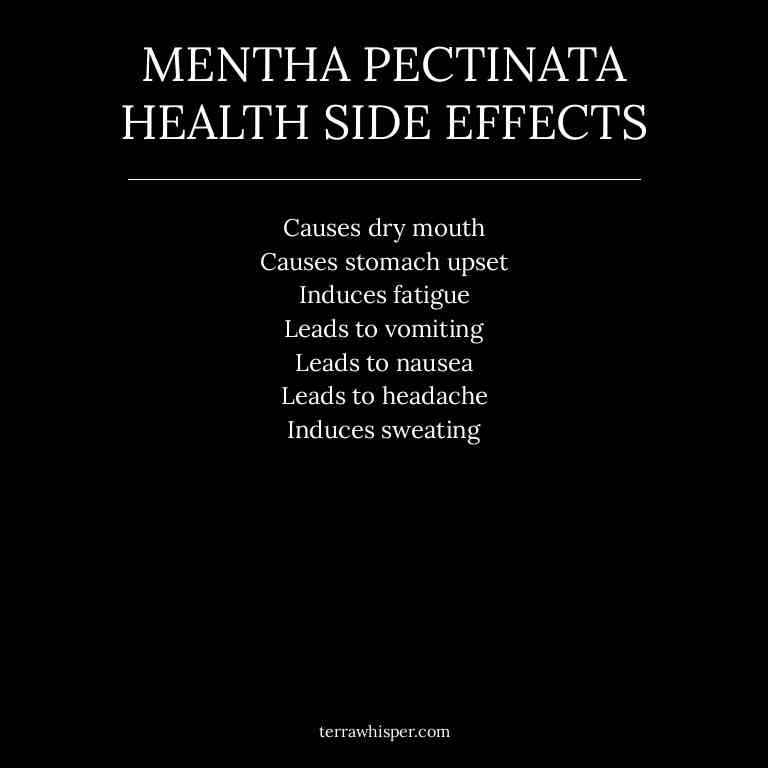 MENTHA PECTINATA
HEALTH SIDE EFFECTS
Causes dry mouth
Causes stomach upset
Induces fatigue
Leads to vomiting
Leads to nausea
Leads to headache
Induces sweating
terrawhisper.com